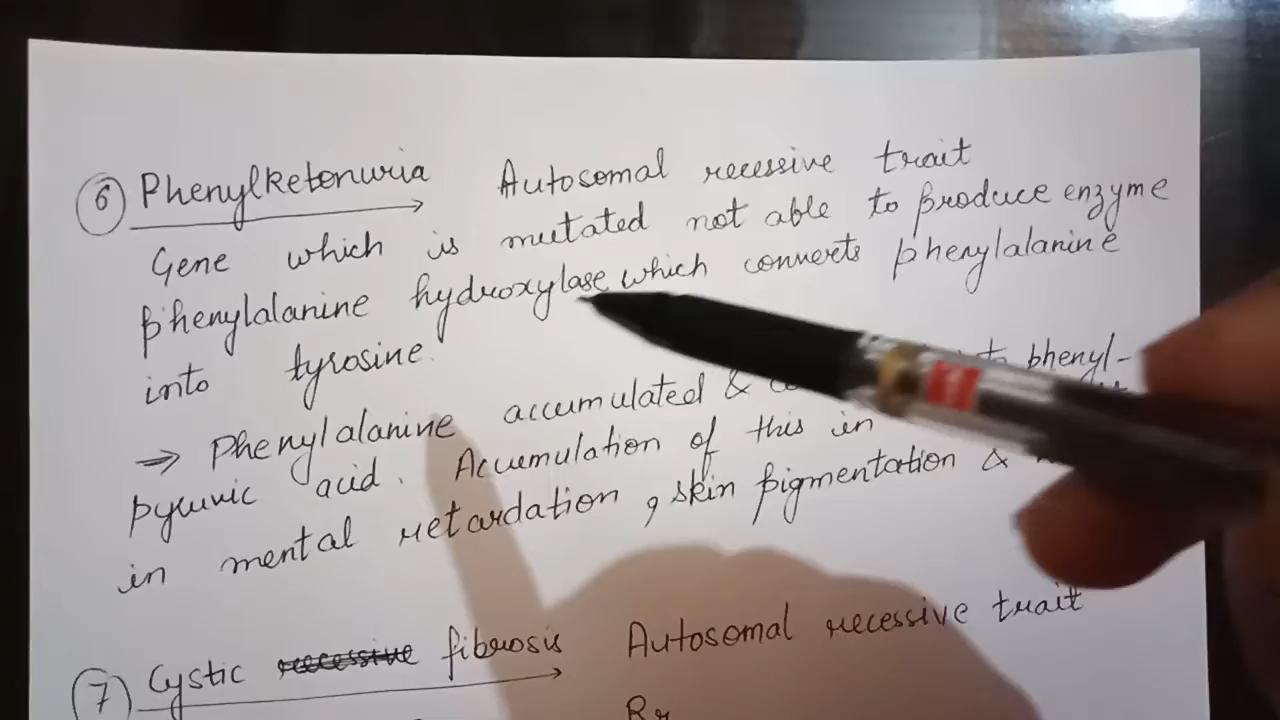 6 Phenylketonuria Autosomal recessive trait
Gene which is mutated not able to produce enzyme
phenylalanine hydroxylase which converts phenylalanine
into tyrosine.
⇒ Phenylalanine accumulated & phenyl-
pyruvic acid. Accumulation of this in
in mental retardation, skin pigmentation &
7 Cystic fibrosis Autosomal recessive trait